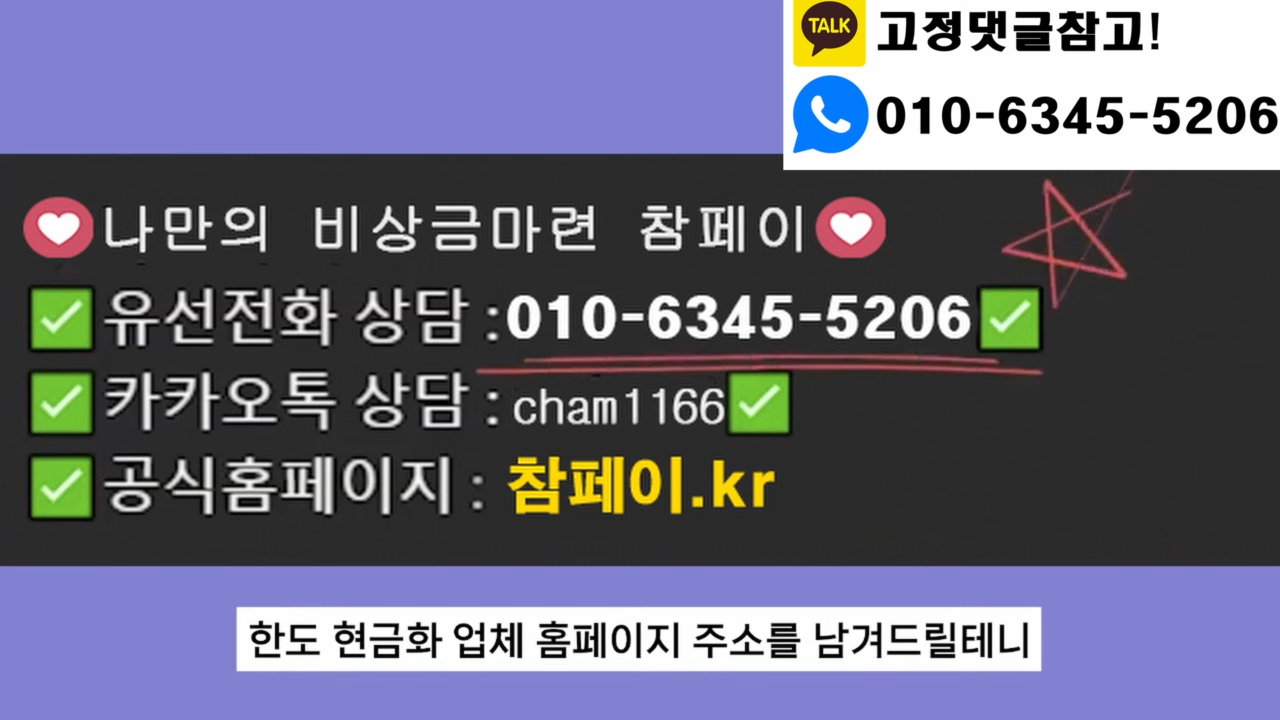 TALK 고정댓글참고!
010-6345-5206
나만의 비상금마련 참페이
유선전화 상담 :010-6345-5206
카카오톡 상담 : cham1166
공식홈페이지 : 참페이.kr
한도 현금화 업체 홈페이지 주소를 남겨드릴테니